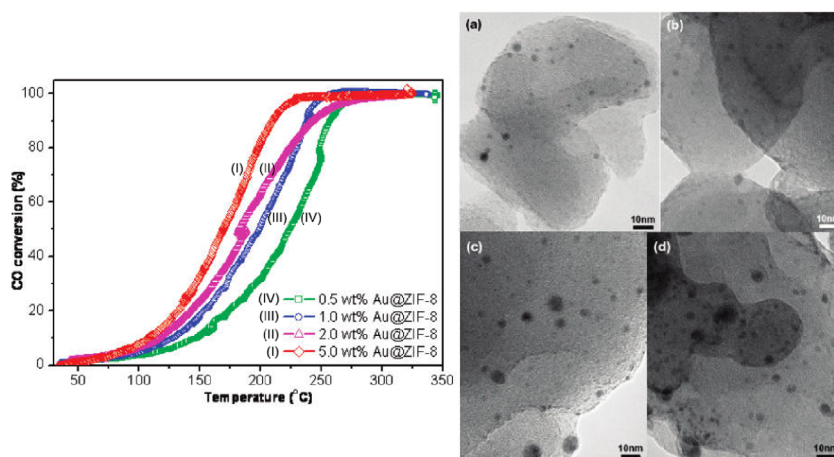 100
80
60
40
20
0
CO conversion (%)
(I)
(II)
(III)
(IV)
(IV) 0.5 wt% Au@ZIF-8
(III) 1.0 wt% Au@ZIF-8
(II) 2.0 wt% Au@ZIF-8
(I) 5.0 wt% Au@ZIF-8
50 100 150 200 250 300 350
Temperature (°C)
(a)
10nm
(b)
10nm
(c)
10nm
(d)
10nm